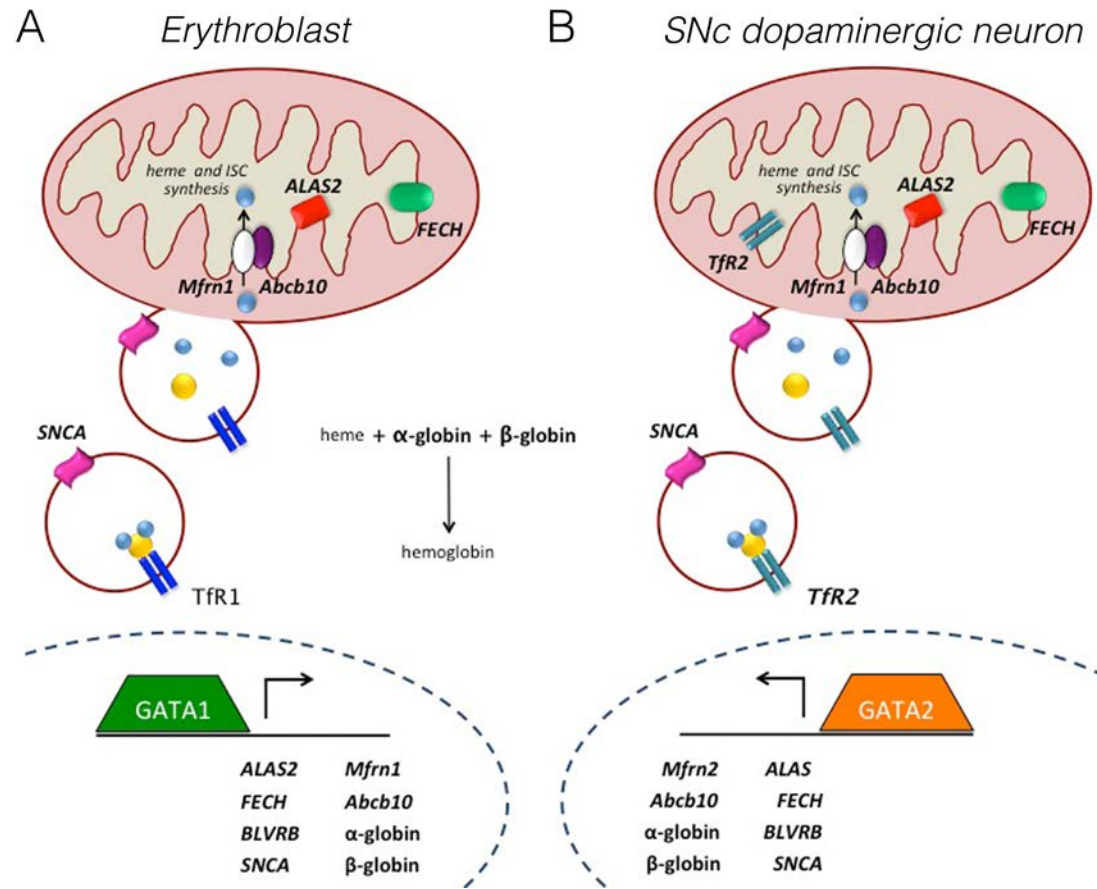 A Erythroblast
heme and ISC
synthesis
ALAS2
FECH
Mfrn1 Abcb10
SNCA
heme + α-globin + β-globin
hemoglobin
TfR1
GATA1
ALAS2 Mfrn1
FECH Abcb10
BLVRB α-globin
SNCA β-globin
B SNc dopaminergic neuron
heme and ISC
synthesis
ALAS2
FECH
TfR2
Mfrn1 Abcb10
SNCA
TfR2
GATA2
Mfrn2 ALAS
Abcb10 FECH
α-globin BLVRB
β-globin SNCA